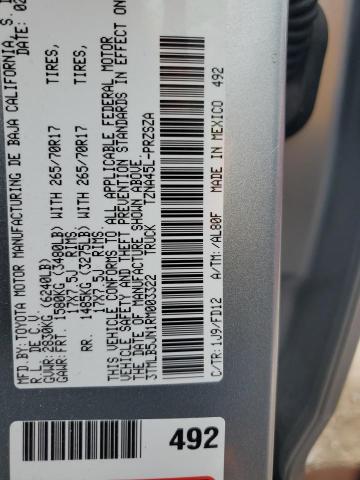 MFD BY: TOYOTA MOTOR MANUFACTURING DE BAJA CALIFORNIA, S.
R.L. DE C.V. DATE: 02
GVWR: 2830KG (6240LB)
GAWR: FRT. 1580KG (3480LB) WITH 265/70R17 TIRES,
17X7.5J RIMS,
RR. 1485KG (3275LB) WITH 265/70R17 TIRES,
17X7.5J RIMS,
THIS VEHICLE CONFORMS TO ALL APPLICABLE FEDERAL MOTOR
VEHICLE SAFETY AND THEFT PREVENTION STANDARDS IN EFFECT ON
THE DATE OF MANUFACTURE SHOWN ABOVE.
3TMLB5JN1RM003322 TRUCK TZNA45L-PRZSZA
C/TR: 1J9/FD12 A/TM: /AL80F MADE IN MEXICO 492
492